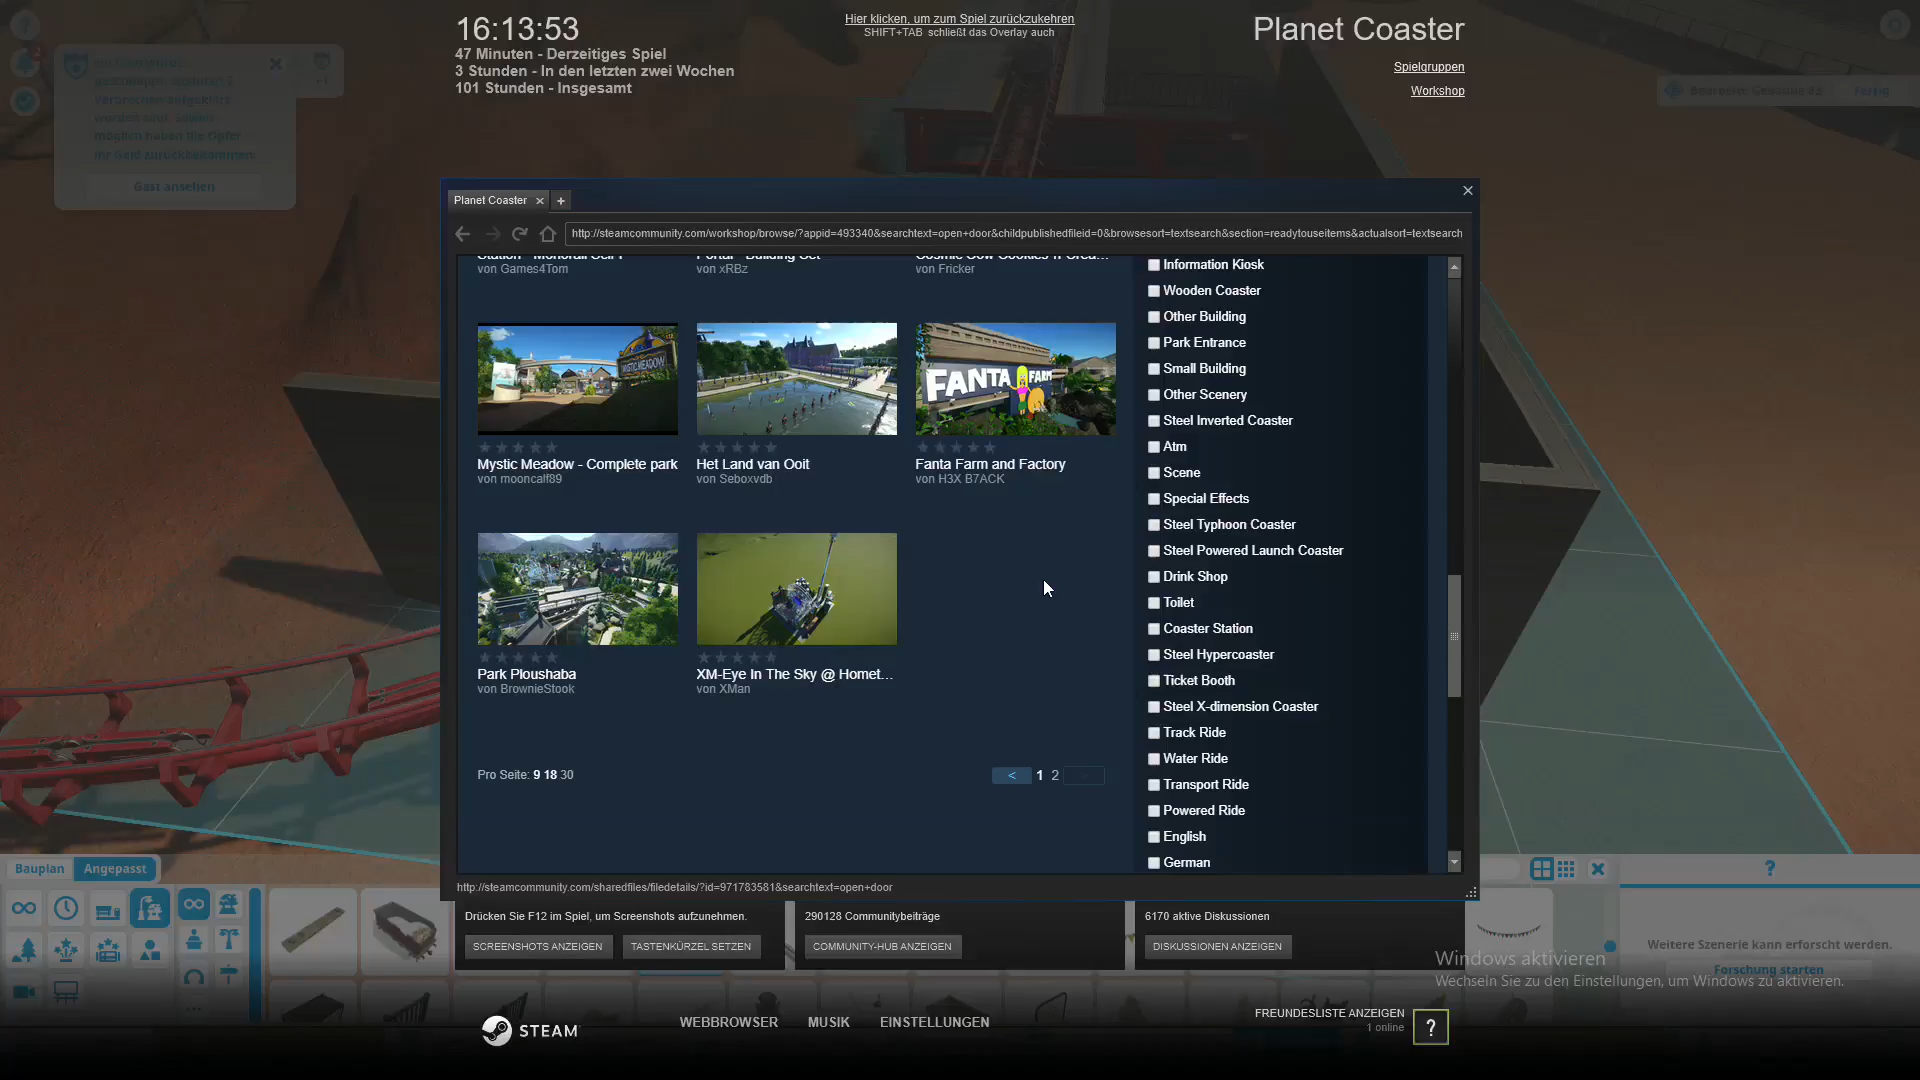 16:13:53
47 Minuten - Derzeitiges Spiel
3 Stunden - In den letzten zwei Wochen
101 Stunden - Insgesamt
Hier klicken, um zum Spiel zurückzukehren
SHIFT+TAB schließt das Overlay auch
Planet Coaster
Spielgruppen
Workshop
Gast ansehen
Fertig
Planet Coaster
http://steamcommunity.com/workshop/browse/?appid=493340&searchtext=open+door&childpublishedfileid=0&browsesort=textsearch&section=readytouseitems&actualsort=textsearch
von Games4Tom
von xRBz
von Fricker
FANTA FARM
MYSTIC MEADOW
Mystic Meadow - Complete park
von mooncalf89
Het Land van Ooit
von Seboxvdb
Fanta Farm and Factory
von H3X B7ACK
Park Ploushaba
von BrownieStook
XM-Eye In The Sky @ Homet...
von XMan
Pro Seite: 9 18 30
< 1 2
Information Kiosk
Wooden Coaster
Other Building
Park Entrance
Small Building
Other Scenery
Steel Inverted Coaster
Atm
Scene
Special Effects
Steel Typhoon Coaster
Steel Powered Launch Coaster
Drink Shop
Toilet
Coaster Station
Steel Hypercoaster
Ticket Booth
Steel X-dimension Coaster
Track Ride
Water Ride
Transport Ride
Powered Ride
English
German
http://steamcommunity.com/sharedfiles/filedetails/?id=971783581&searchtext=open+door
Bauplan
Angepasst
Drücken Sie F12 im Spiel, um Screenshots aufzunehmen.
SCREENSHOTS ANZEIGEN
TASTENKÜRZEL SETZEN
290128 Communitybeiträge
COMMUNITY-HUB ANZEIGEN
6170 aktive Diskussionen
DISKUSSIONEN ANZEIGEN
Weitere Szenerie kann erforscht werden.
Forschung starten
Windows aktivieren
Wechseln Sie zu den Einstellungen, um Windows zu aktivieren.
STEAM
WEBBROWSER
MUSIK
EINSTELLUNGEN
FREUNDESLISTE ANZEIGEN
1 online
?